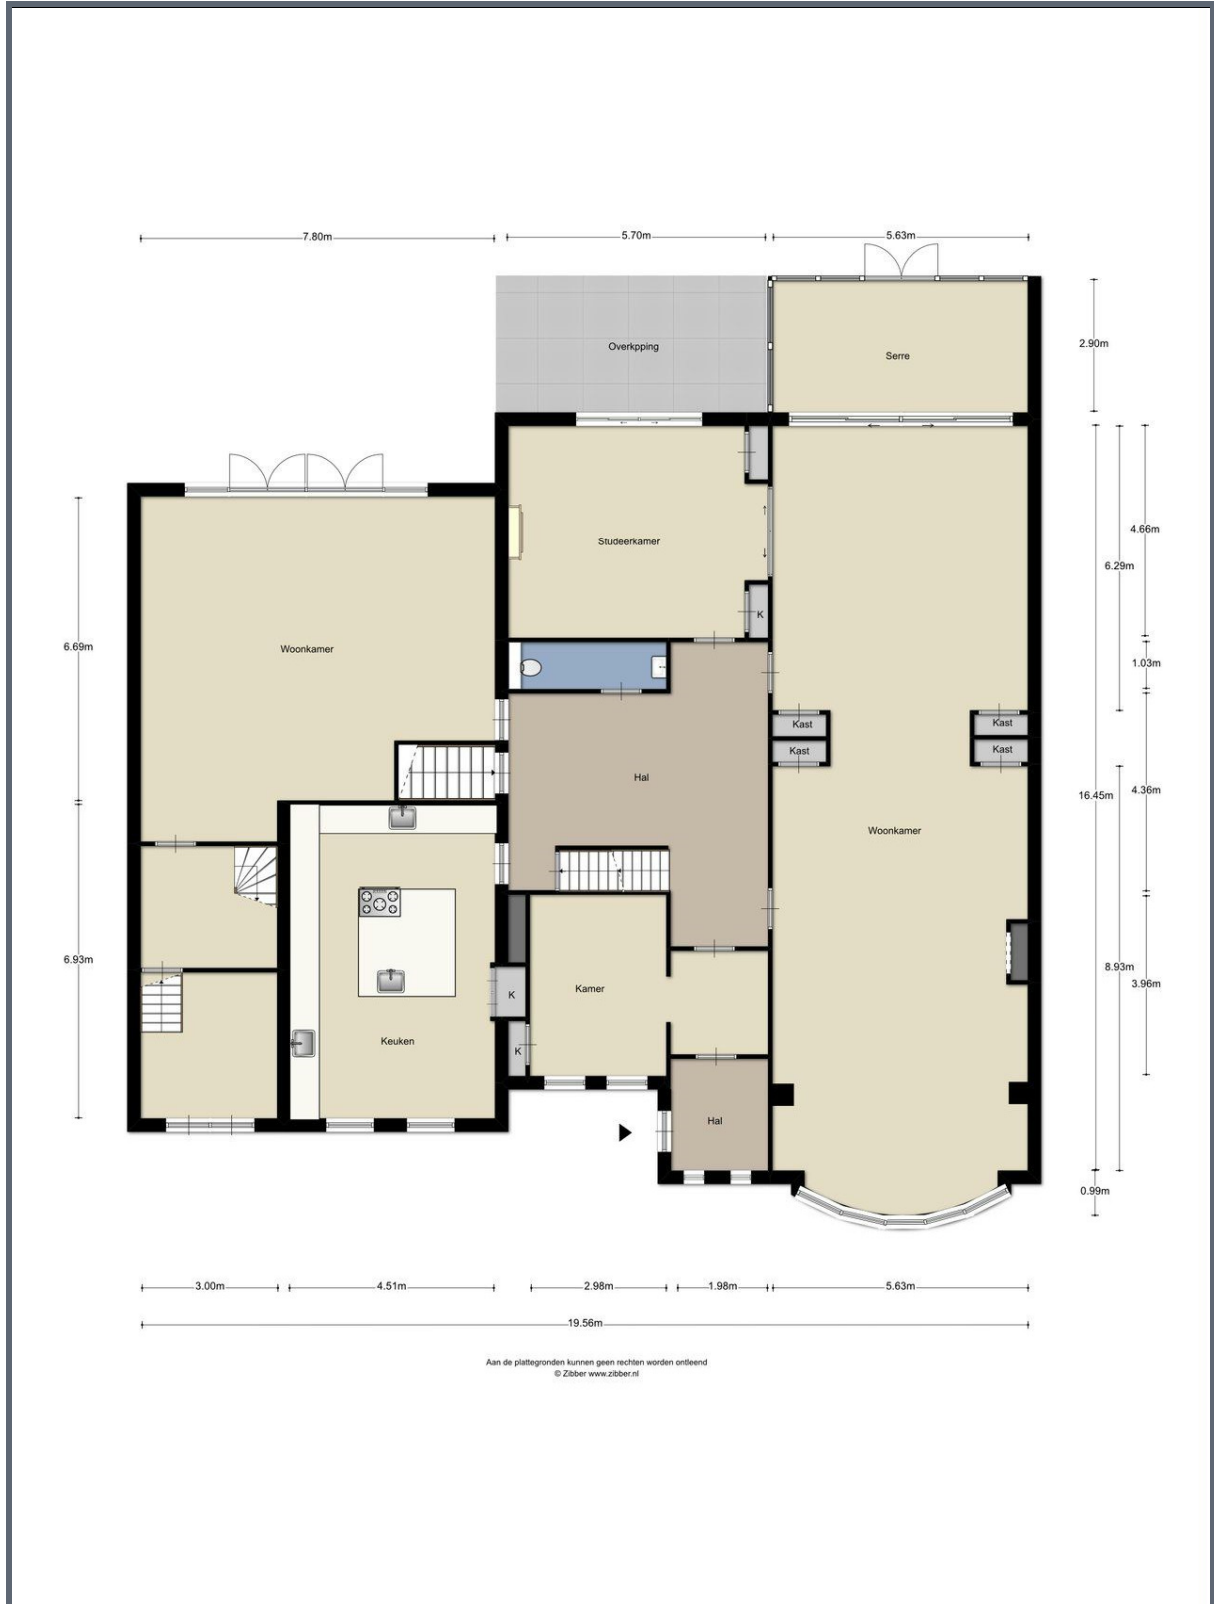 7.80m
5.70m
5.63m
Overkpping
Serre
2.90m
Studeerkamer
4.66m
6.29m
K
Woonkamer
6.69m
1.03m
Kast
Kast
Kast
Kast
Hal
16.45m
4.36m
Woonkamer
6.93m
8.93m
3.96m
Kamer
K
Keuken
K
Hal
0.99m
3.00m
4.51m
2.98m
1.98m
5.63m
19.56m
Aan de plattegronden kunnen geen rechten worden ontleend
© Zibber www.zibber.nl